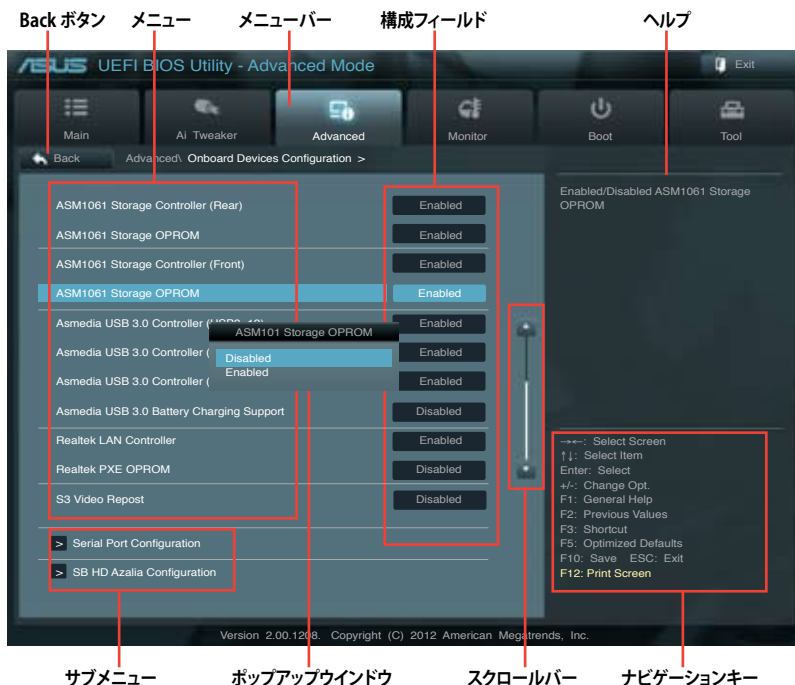 Back ボタン メニュー メニューバー 構成フィールド ヘルプ
ASUS UEFI BIOS Utility - Advanced Mode
Exit
Main Ai Tweaker Advanced Monitor Boot Tool
Back Advanced\ Onboard Devices Configuration >
Enabled/Disabled ASM1061 Storage
OPROM
ASM1061 Storage Controller (Rear) Enabled
ASM1061 Storage OPROM Enabled
ASM1061 Storage Controller (Front) Enabled
ASM1061 Storage OPROM Enabled
Asmedia USB 3.0 Controller ( Enabled
ASM101 Storage OPROM
Asmedia USB 3.0 Controller ( Enabled
Disabled
Enabled
Asmedia USB 3.0 Controller ( Enabled
Asmedia USB 3.0 Battery Charging Support Disabled
Realtek LAN Controller Enabled
Realtek PXE OPROM Disabled
S3 Video Repost Disabled
> Serial Port Configuration
> SB HD Azalia Configuration
→←: Select Screen
↑↓: Select Item
Enter: Select
+/-: Change Opt.
F1: General Help
F2: Previous Values
F3: Shortcut
F5: Optimized Defaults
F10: Save ESC: Exit
F12: Print Screen
Version 2.00.1208. Copyright (C) 2012 American Megatrends, Inc.
サブメニュー ポップアップウインドウ スクロールバー ナビゲーションキー